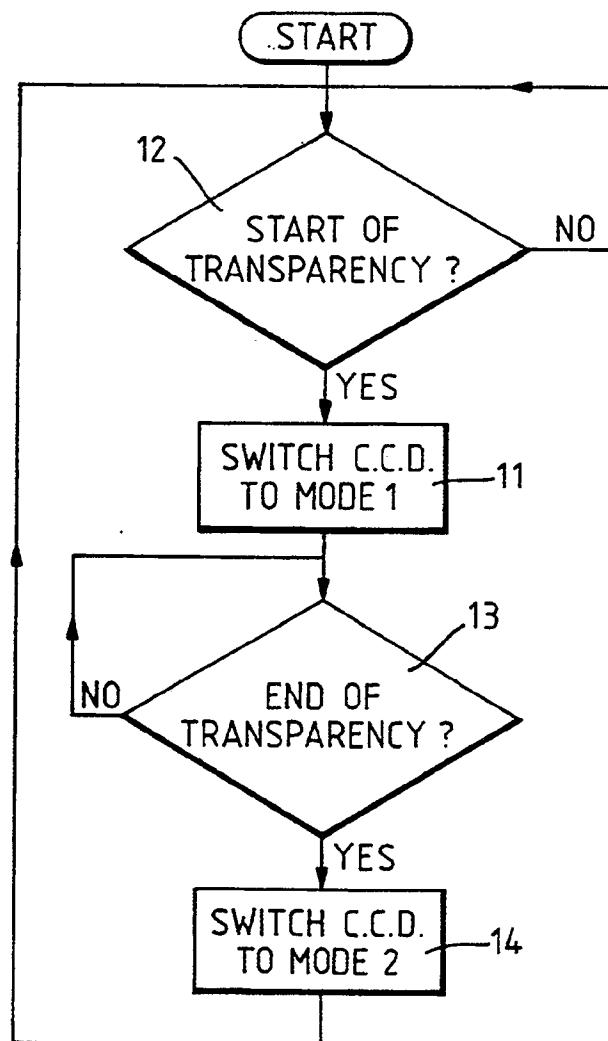 START
12
START OF
TRANSPARENCY ?
NO
YES
SWITCH C.C.D.
TO MODE 1
11
13
NO
END OF
TRANSPARENCY ?
YES
SWITCH C.C.D.
TO MODE 2
14